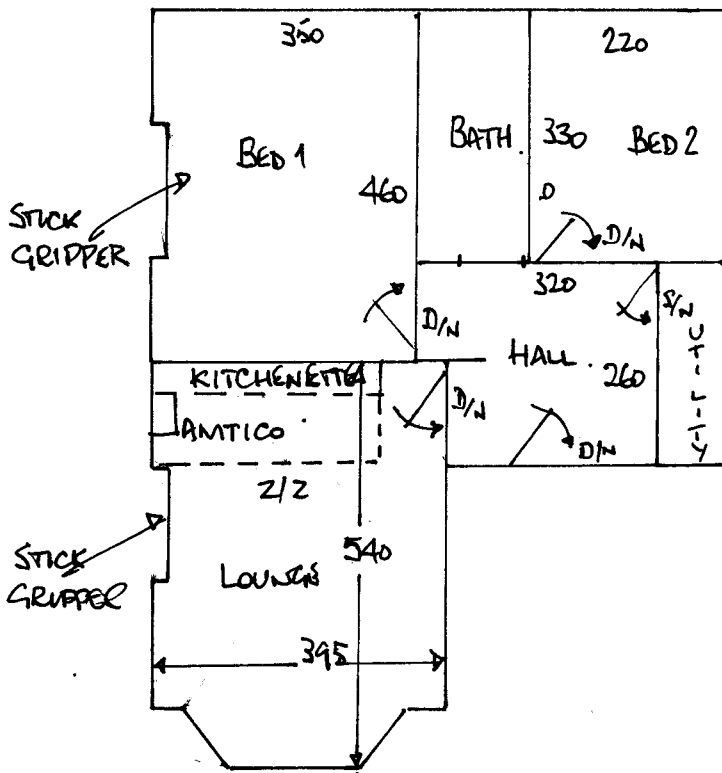 350
220
BED 1
BATH.
330
BED 2
460
D
D/N
STICK
GRIPPER
320
D/N
S/N
HALL.
260
UTILITY
KITCHENETTE
D/N
AMTICO
D/N
2/2
540
STICK
GRIPPER
LOUNGE
395